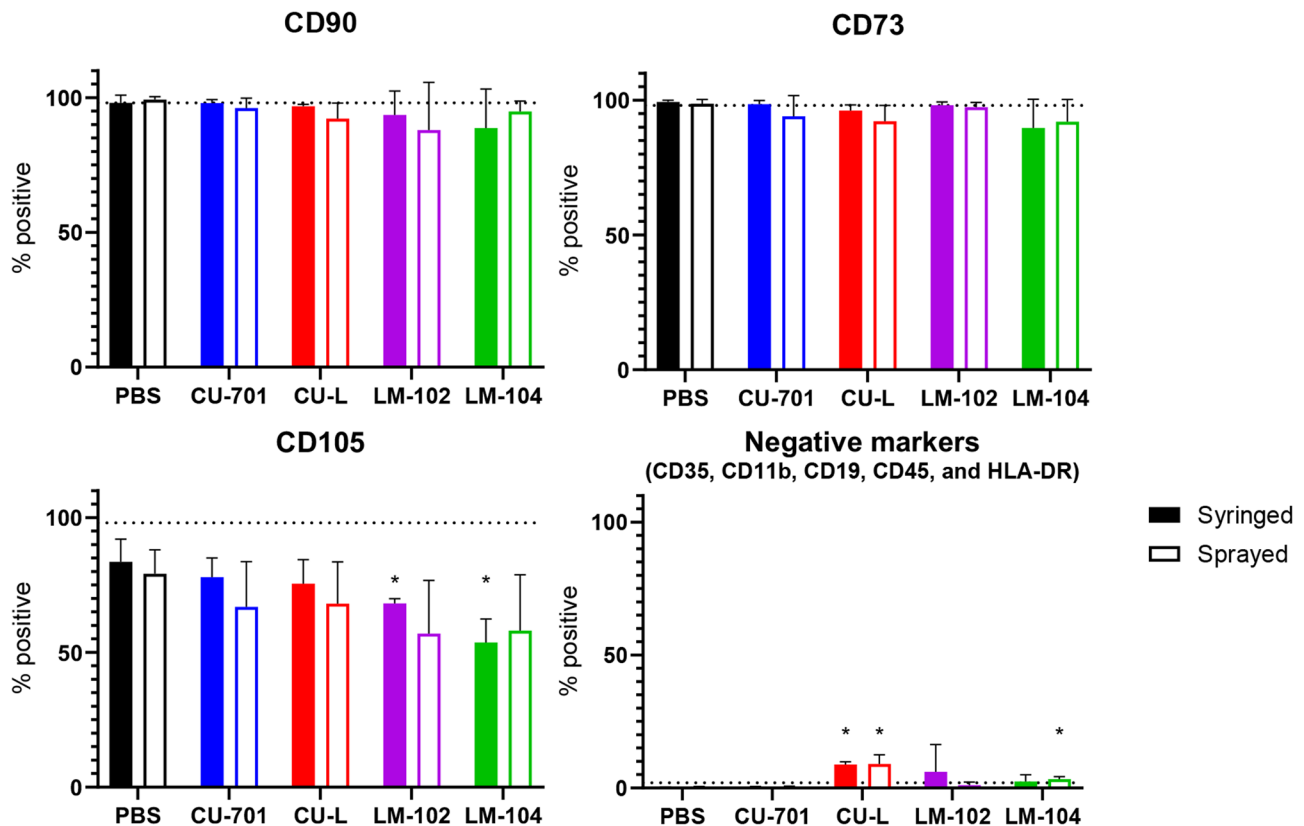 CD90
% positive
100
50
0
PBS CU-701 CU-L LM-102 LM-104
CD73
% positive
100
50
0
PBS CU-701 CU-L LM-102 LM-104
CD105
% positive
100
50
0
* *
PBS CU-701 CU-L LM-102 LM-104
Negative markers
(CD35, CD11b, CD19, CD45, and HLA-DR)
% positive
100
50
0
* * *
PBS CU-701 CU-L LM-102 LM-104
Syringed
Sprayed